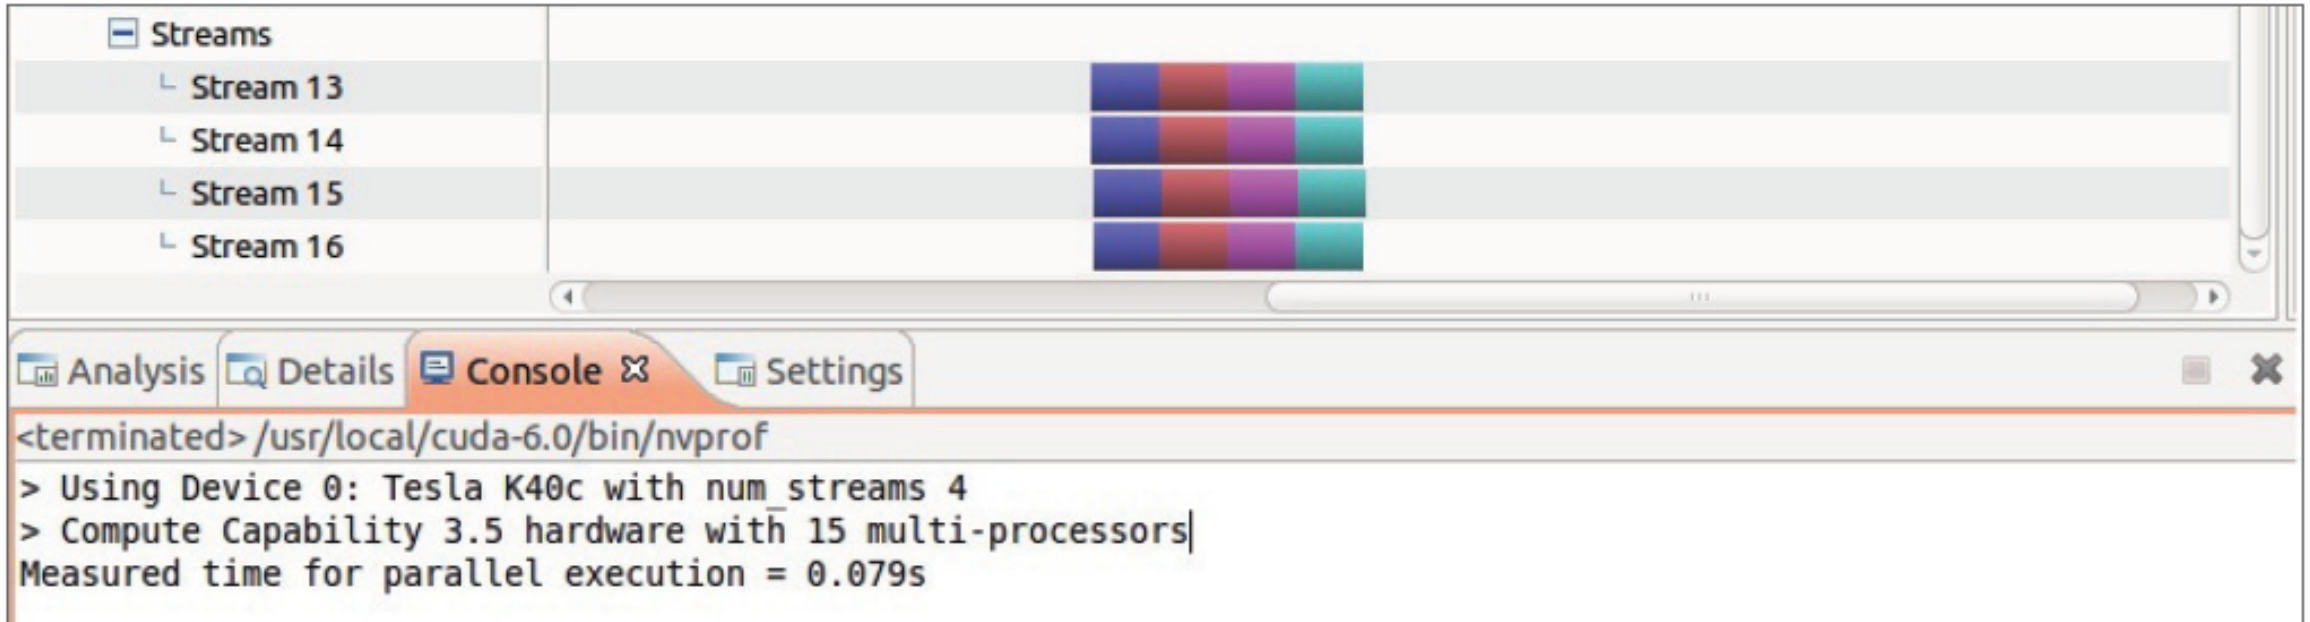 Streams
Stream 13
Stream 14
Stream 15
Stream 16
Analysis Details Console Settings
<terminated> /usr/local/cuda-6.0/bin/nvprof
> Using Device 0: Tesla K40c with num_streams 4
> Compute Capability 3.5 hardware with 15 multi-processors
Measured time for parallel execution = 0.079s